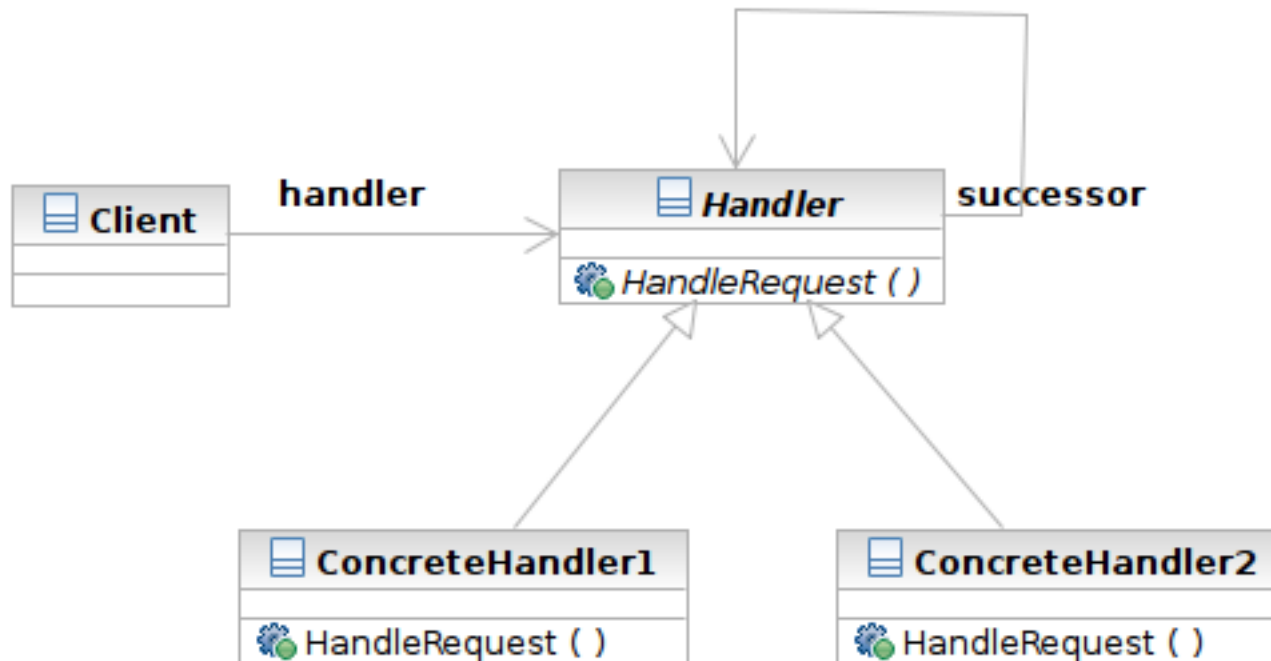 handler
Client
Handler
successor
HandleRequest ( )
ConcreteHandler1
HandleRequest ( )
ConcreteHandler2
HandleRequest ( )